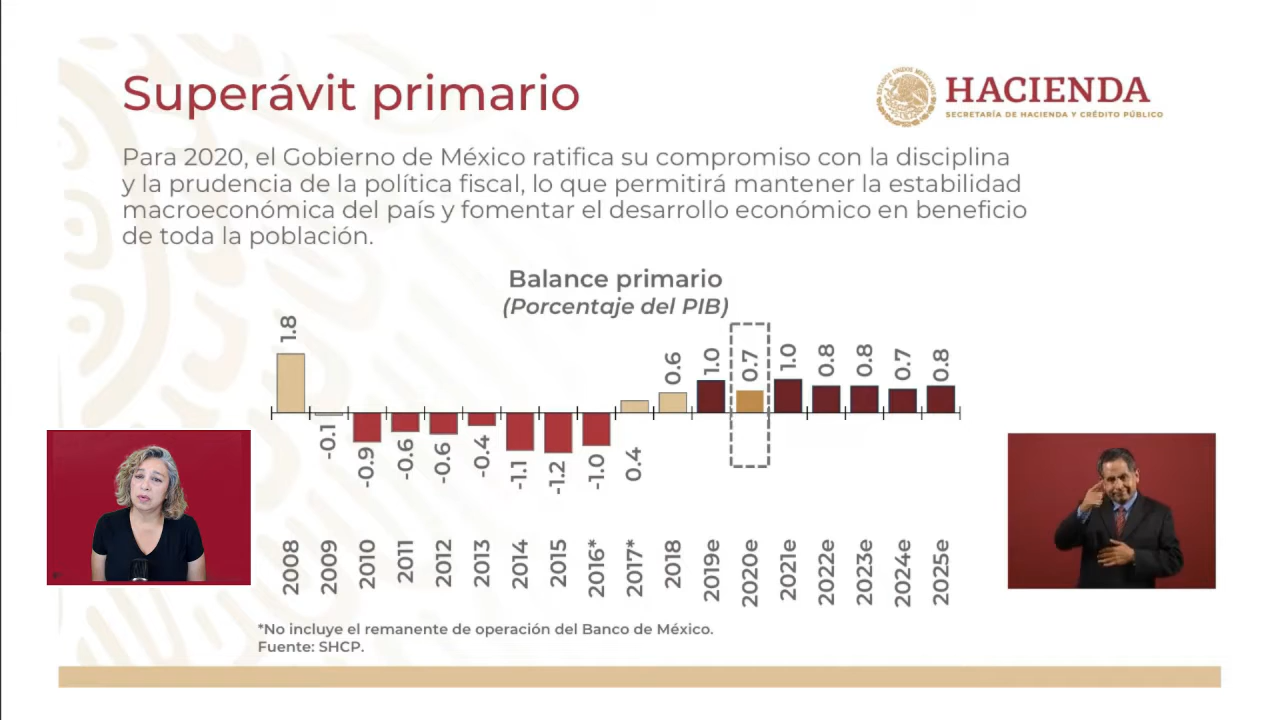 Superávit primario
HACIENDA
SECRETARÍA DE HACIENDA Y CRÉDITO PÚBLICO
Para 2020, el Gobierno de México ratifica su compromiso con la disciplina
y la prudencia de la política fiscal, lo que permitirá mantener la estabilidad
macroeconómica del país y fomentar el desarrollo económico en beneficio
de toda la población.
Balance primario
(Porcentaje del PIB)
1.8
-0.1
-0.9
-0.6
-0.6
-0.4
-1.1
-1.2
-1.0
0.4
0.6
1.0
0.7
1.0
0.8
0.8
0.7
0.8
2008
2009
2010
2011
2012
2013
2014
2015
2016*
2017*
2018
2019e
2020e
2021e
2022e
2023e
2024e
2025e
*No incluye el remanente de operación del Banco de México.
Fuente: SHCP.